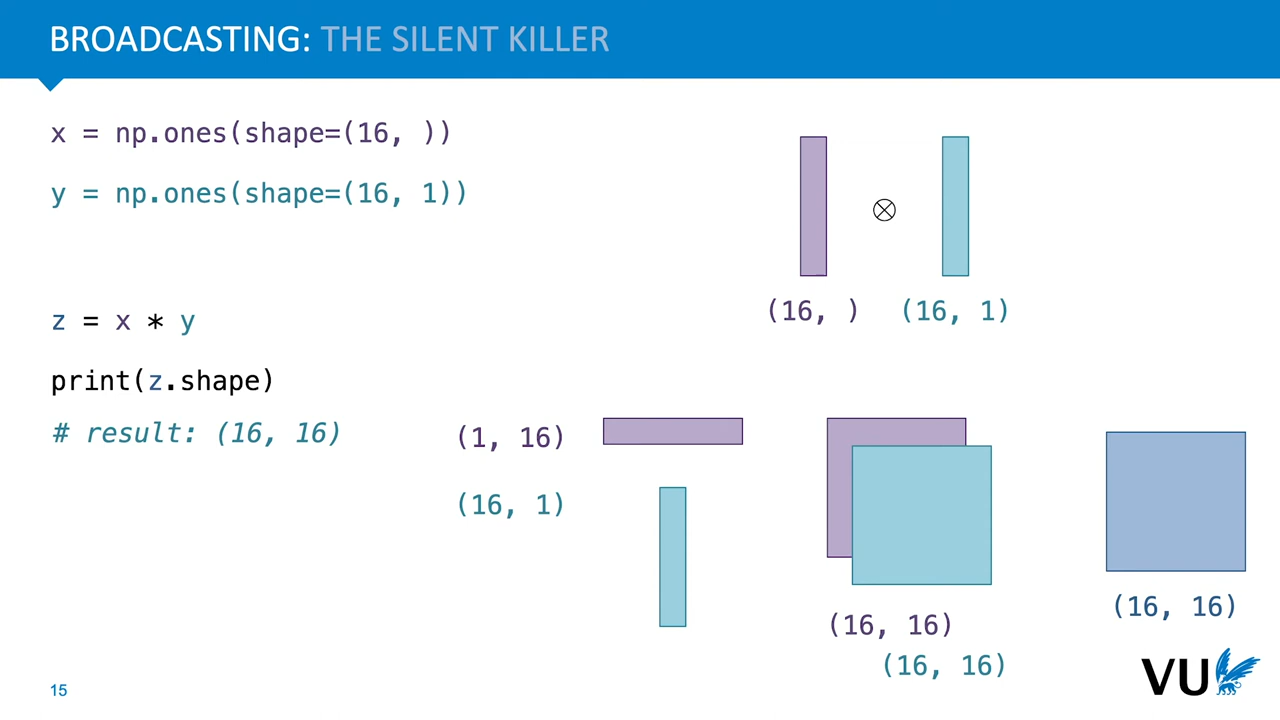 BROADCASTING: THE SILENT KILLER
x = np.ones(shape=(16, ))
y = np.ones(shape=(16, 1))
z = x * y
print(z.shape)
# result: (16, 16)
⊗
(16, ) (16, 1)
(1, 16)
(16, 1)
(16, 16)
(16, 16)
(16, 16)
15
VU